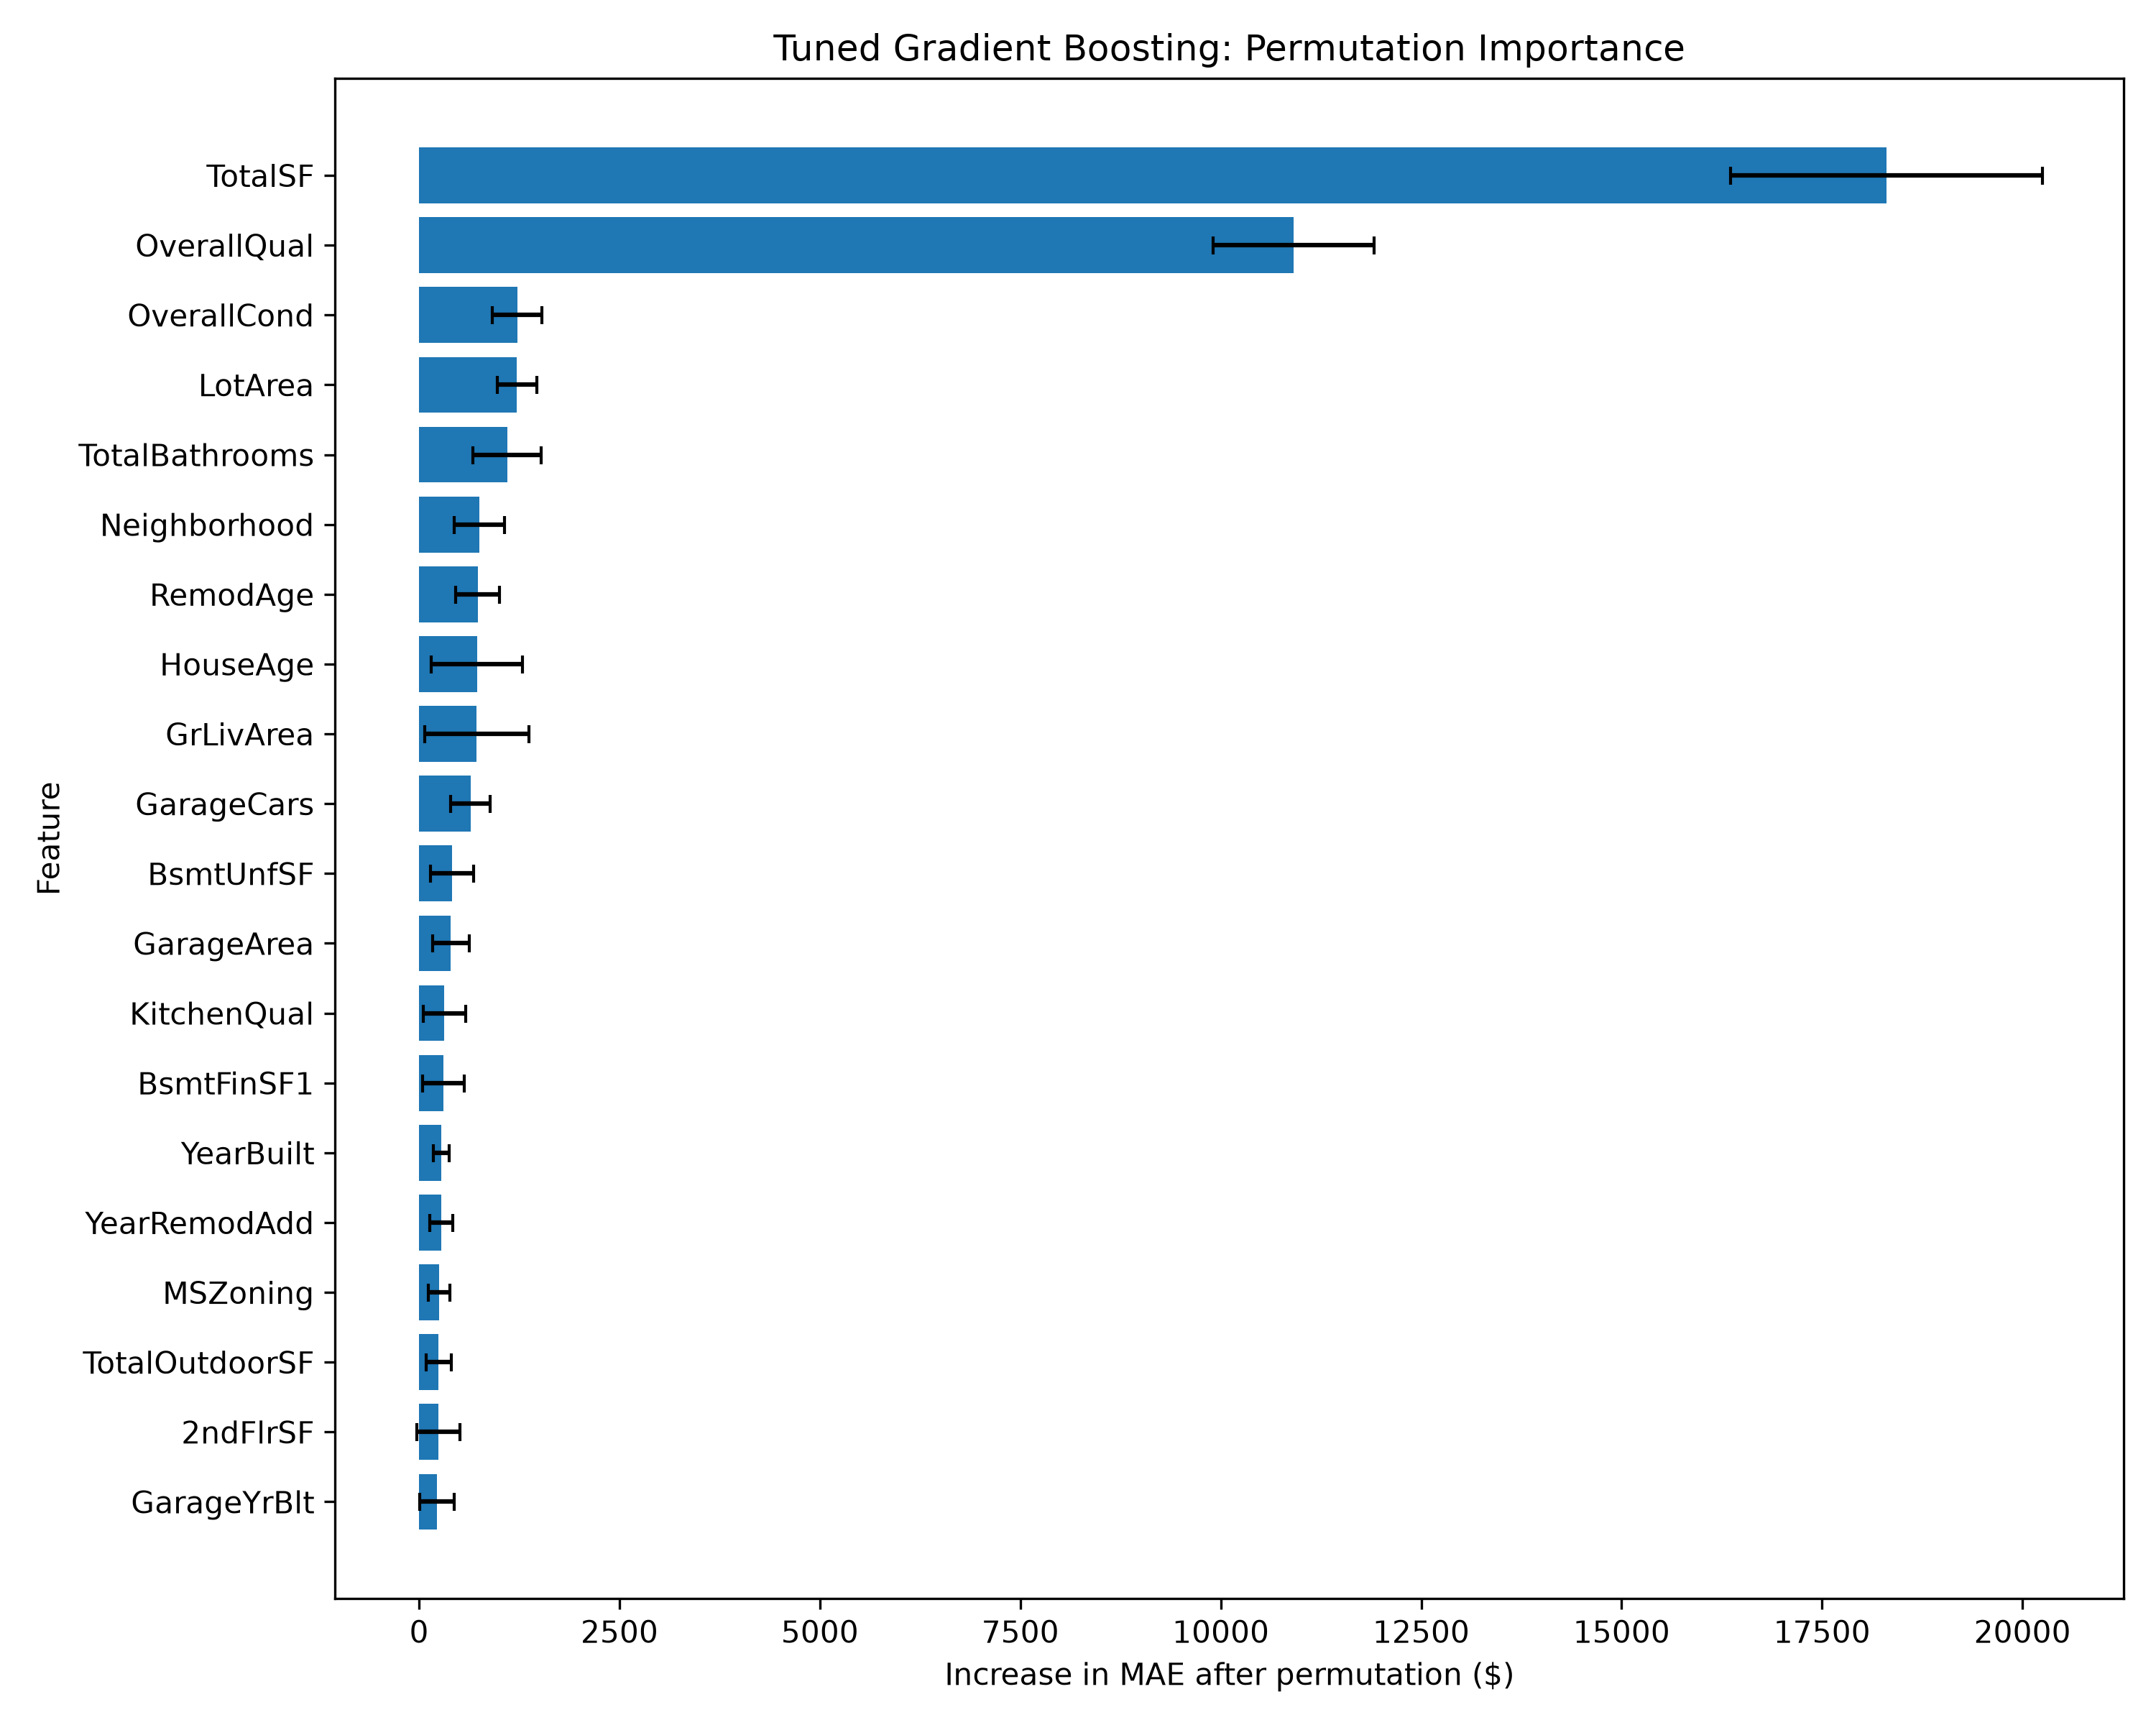 Tuned Gradient Boosting: Permutation Importance
TotalSF
OverallQual
OverallCond
LotArea
TotalBathrooms
Neighborhood
RemodAge
HouseAge
GrLivArea
GarageCars
BsmtUnfSF
GarageArea
KitchenQual
BsmtFinSF1
YearBuilt
YearRemodAdd
MSZoning
TotalOutdoorSF
2ndFlrSF
GarageYrBlt
Feature
0 2500 5000 7500 10000 12500 15000 17500 20000
Increase in MAE after permutation ($)